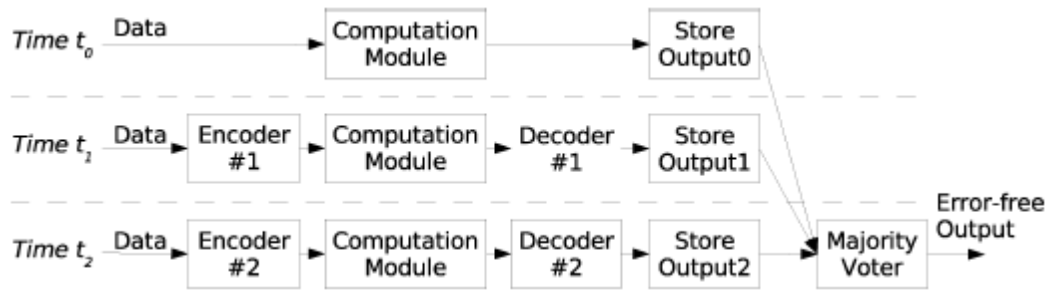 Time t0 Data Computation Module Store Output0
Time t1 Data Encoder #1 Computation Module Decoder #1 Store Output1
Time t2 Data Encoder #2 Computation Module Decoder #2 Store Output2 Majority Voter
Error-free Output